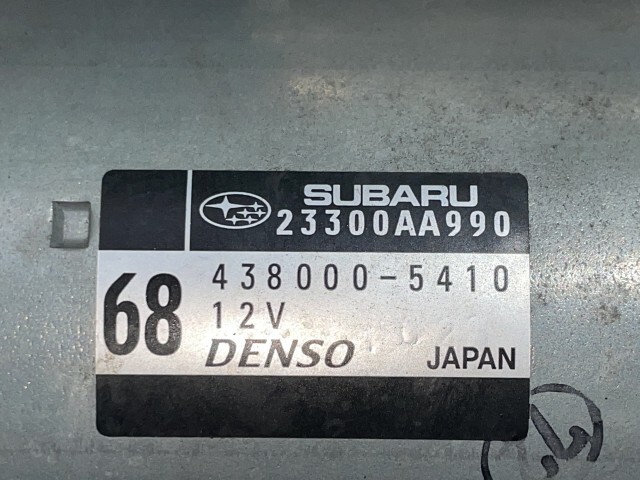 SUBARU
23300AA990
68
438000-5410
12V
DENSO JAPAN